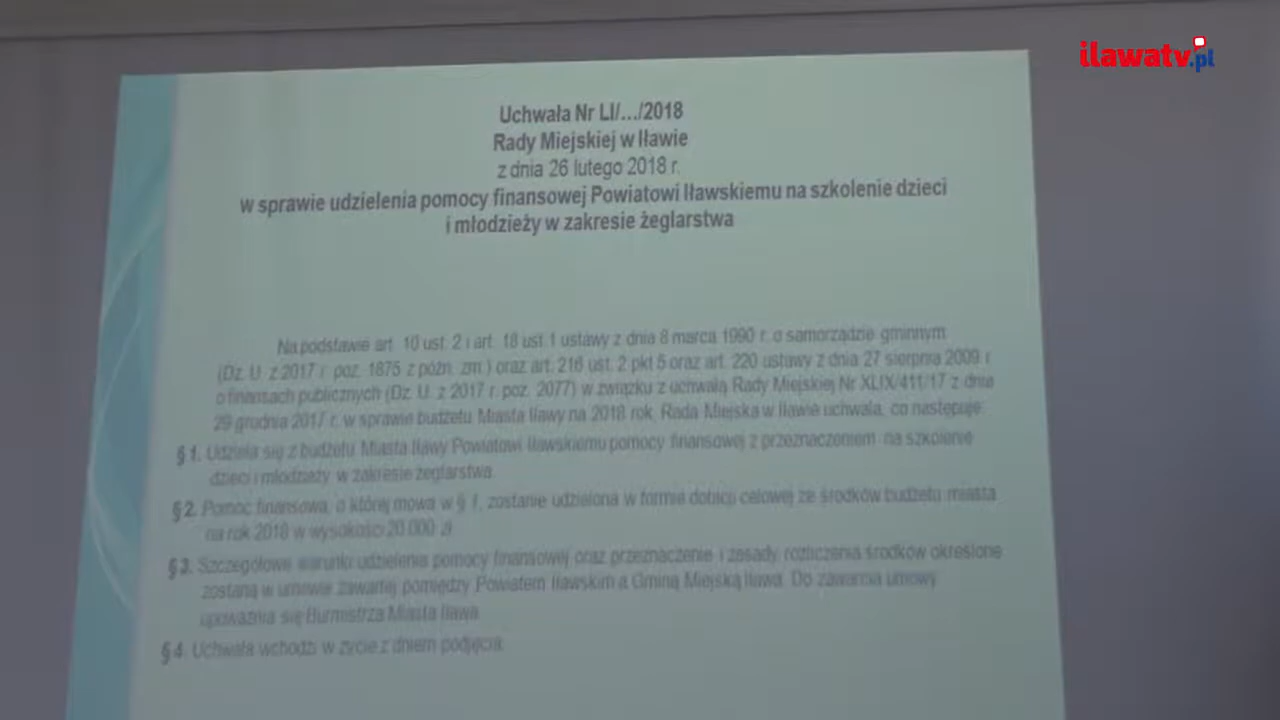 ilawatv.pl
Uchwała Nr LI/.../2018
Rady Miejskiej w Iławie
z dnia 26 lutego 2018 r.
w sprawie udzielenia pomocy finansowej Powiatowi Iławskiemu na szkolenie dzieci
i młodzieży w zakresie żeglarstwa
Na podstawie art. 10 ust. 2 i art. 18 ust. 1 ustawy z dnia 8 marca 1990 r. o samorządzie gminnym
(Dz. U. z 2017 r. poz. 1875 z późn. zm.) oraz art. 216 ust. 2 pkt 5 oraz art. 220 ustawy z dnia 27 sierpnia 2009 r.
o finansach publicznych (Dz. U. z 2017 r. poz. 2077) w związku z uchwałą Rady Miejskiej Nr XLIX/411/17 z dnia
29 grudnia 2017 r. w sprawie budżetu Miasta Iławy na 2018 rok, Rada Miejska w Iławie uchwala, co następuje:
§ 1. Udziela się z budżetu Miasta Iławy Powiatowi Iławskiemu pomocy finansowej z przeznaczeniem na szkolenie
dzieci i młodzieży w zakresie żeglarstwa.
§ 2. Pomoc finansowa, o której mowa w § 1, zostanie udzielona w formie dotacji celowej ze środków budżetu miasta
na rok 2018 w wysokości 20 000 zł.
§ 3. Szczegółowe warunki udzielenia pomocy finansowej oraz przeznaczenie i zasady rozliczenia środków określone
zostaną w umowie zawartej pomiędzy Powiatem Iławskim a Gminą Miejską Iława. Do zawarcia umowy
upoważnia się Burmistrza Miasta Iława.
§ 4. Uchwała wchodzi w życie z dniem podjęcia.